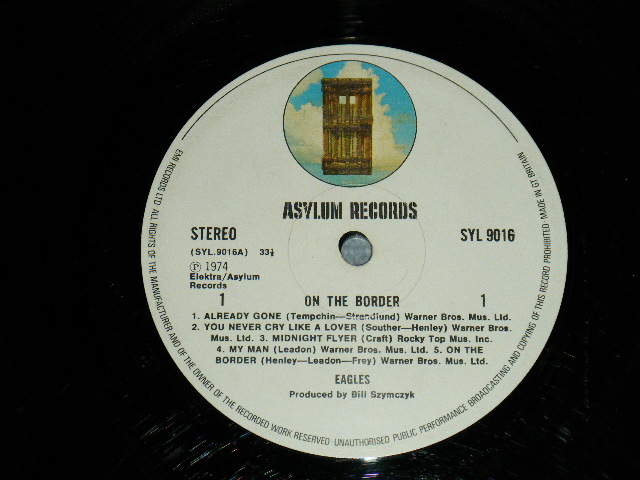 ASYLUM RECORDS
STEREO
SYL 9016
(SYL.9016A) 33⅓
Ⓟ 1974
Elektra/Asylum
Records
1 ON THE BORDER 1
1. ALREADY GONE (Tempchin—Strandlund) Warner Bros. Mus. Ltd.
2. YOU NEVER CRY LIKE A LOVER (Souther—Henley) Warner Bros.
Mus. Ltd. 3. MIDNIGHT FLYER (Craft) Rocky Top Mus. Inc.
4. MY MAN (Leadon) Warner Bros. Mus. Ltd. 5. ON THE
BORDER (Henley—Leadon—Frey) Warner Bros. Mus. Ltd.
EAGLES
Produced by Bill Szymczyk
EMI RECORDS LTD· ALL RIGHTS OF THE MANUFACTURER AND OF THE OWNER OF THE RECORDED WORK RESERVED ·UNAUTHORISED PUBLIC PERFORMANCE BROADCASTING AND COPYING OF THIS RECORD PROHIBITED ·MADE IN GT BRITAIN